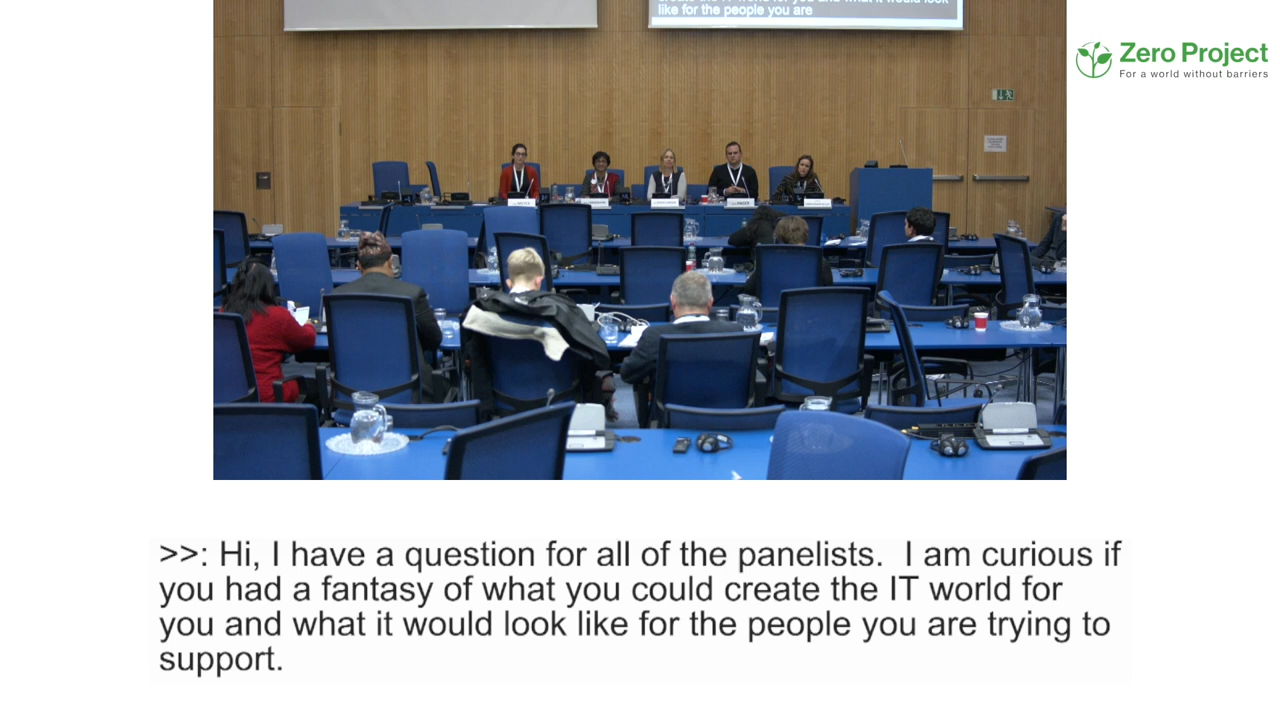 like for the people you are
Zero Project
For a world without barriers
>>: Hi, I have a question for all of the panelists.  I am curious if
you had a fantasy of what you could create the IT world for
you and what it would look like for the people you are trying to
support.